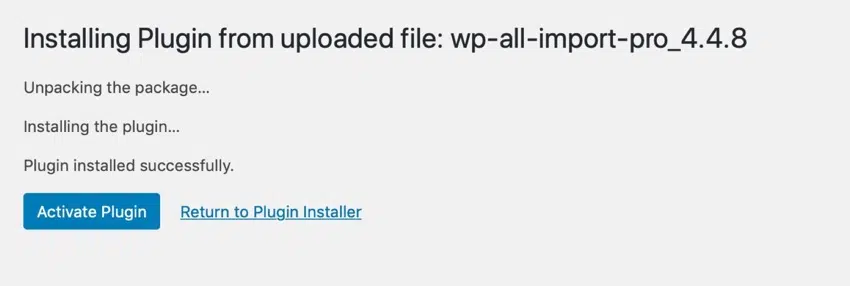 Installing Plugin from uploaded file: wp-all-import-pro_4.4.8
Unpacking the package...
Installing the plugin...
Plugin installed successfully.
Activate Plugin Return to Plugin Installer